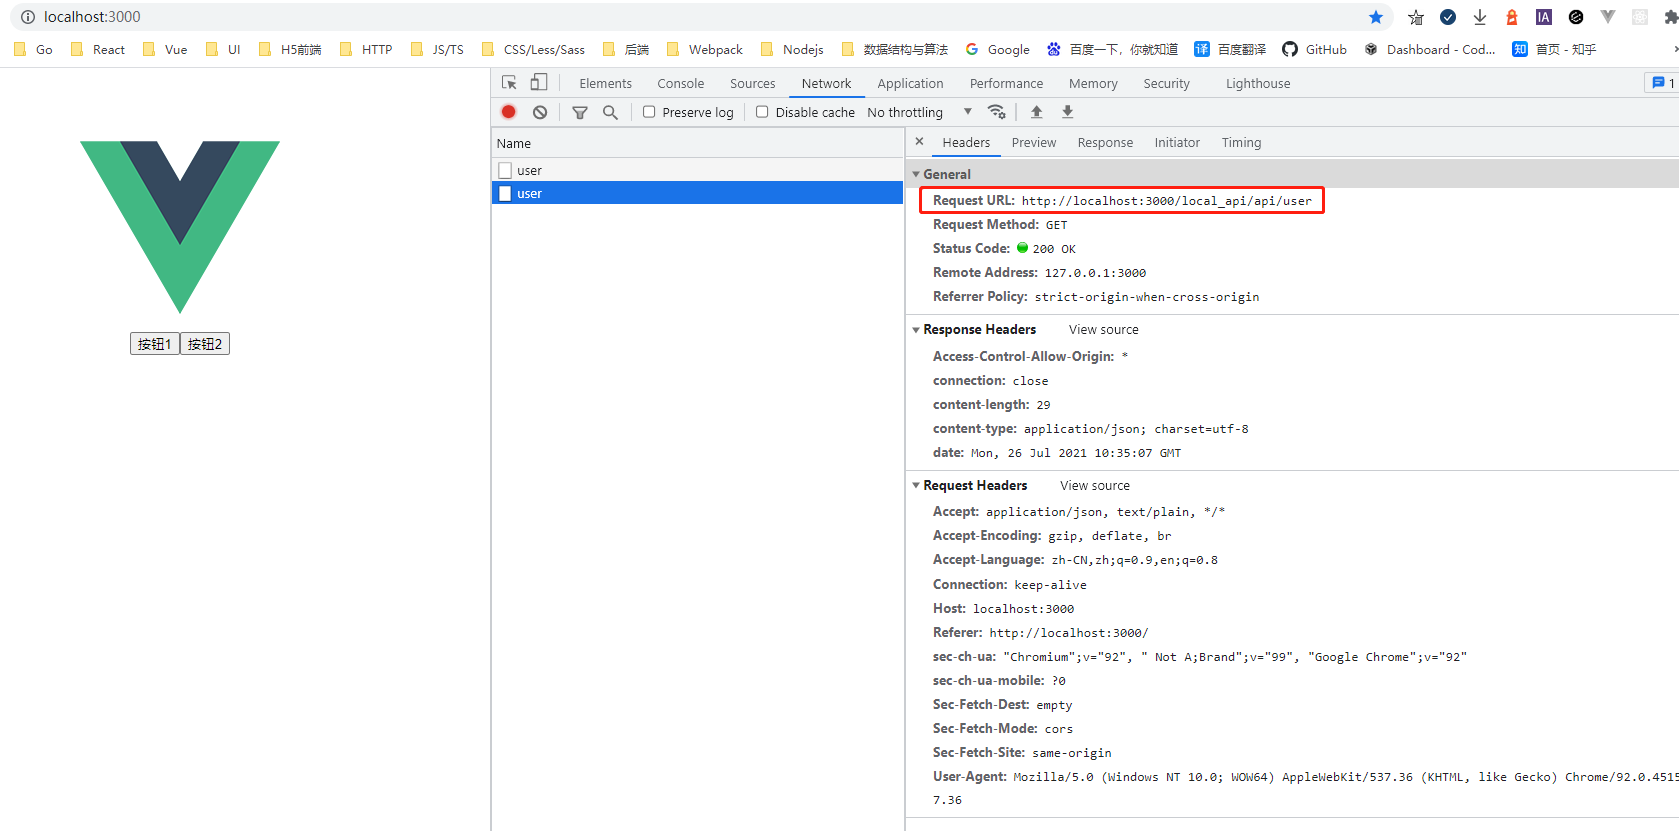 localhost:3000
IA
Go React Vue UI H5前端 HTTP JS/TS CSS/Less/Sass 后端 Webpack Nodejs 数据结构与算法 Google 百度一下，你就知道 译 百度翻译 GitHub Dashboard - Cod... 知 首页 - 知乎
Elements Console Sources Network Application Performance Memory Security Lighthouse 1
Preserve log Disable cache No throttling
Name
user
user
按钮1 按钮2
× Headers Preview Response Initiator Timing
General
Request URL: http://localhost:3000/local_api/api/user
Request Method: GET
Status Code: 200 OK
Remote Address: 127.0.0.1:3000
Referrer Policy: strict-origin-when-cross-origin
Response Headers View source
Access-Control-Allow-Origin: *
connection: close
content-length: 29
content-type: application/json; charset=utf-8
date: Mon, 26 Jul 2021 10:35:07 GMT
Request Headers View source
Accept: application/json, text/plain, */*
Accept-Encoding: gzip, deflate, br
Accept-Language: zh-CN,zh;q=0.9,en;q=0.8
Connection: keep-alive
Host: localhost:3000
Referer: http://localhost:3000/
sec-ch-ua: "Chromium";v="92", " Not A;Brand";v="99", "Google Chrome";v="92"
sec-ch-ua-mobile: ?0
Sec-Fetch-Dest: empty
Sec-Fetch-Mode: cors
Sec-Fetch-Site: same-origin
User-Agent: Mozilla/5.0 (Windows NT 10.0; WOW64) AppleWebKit/537.36 (KHTML, like Gecko) Chrome/92.0.4515
7.36